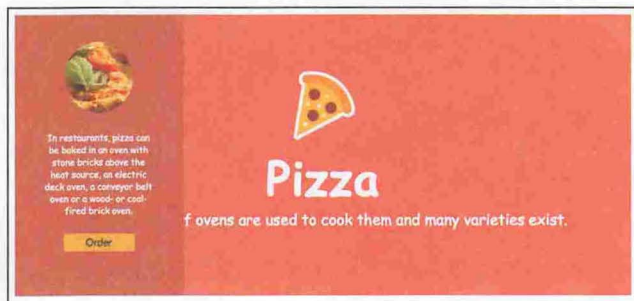 In restaurants, pizza can
be baked in an oven with
stone bricks above the
heat source, an electric
deck oven, a conveyor belt
oven or a wood- or coal-
fired brick oven.
Order
Pizza
f ovens are used to cook them and many varieties exist.